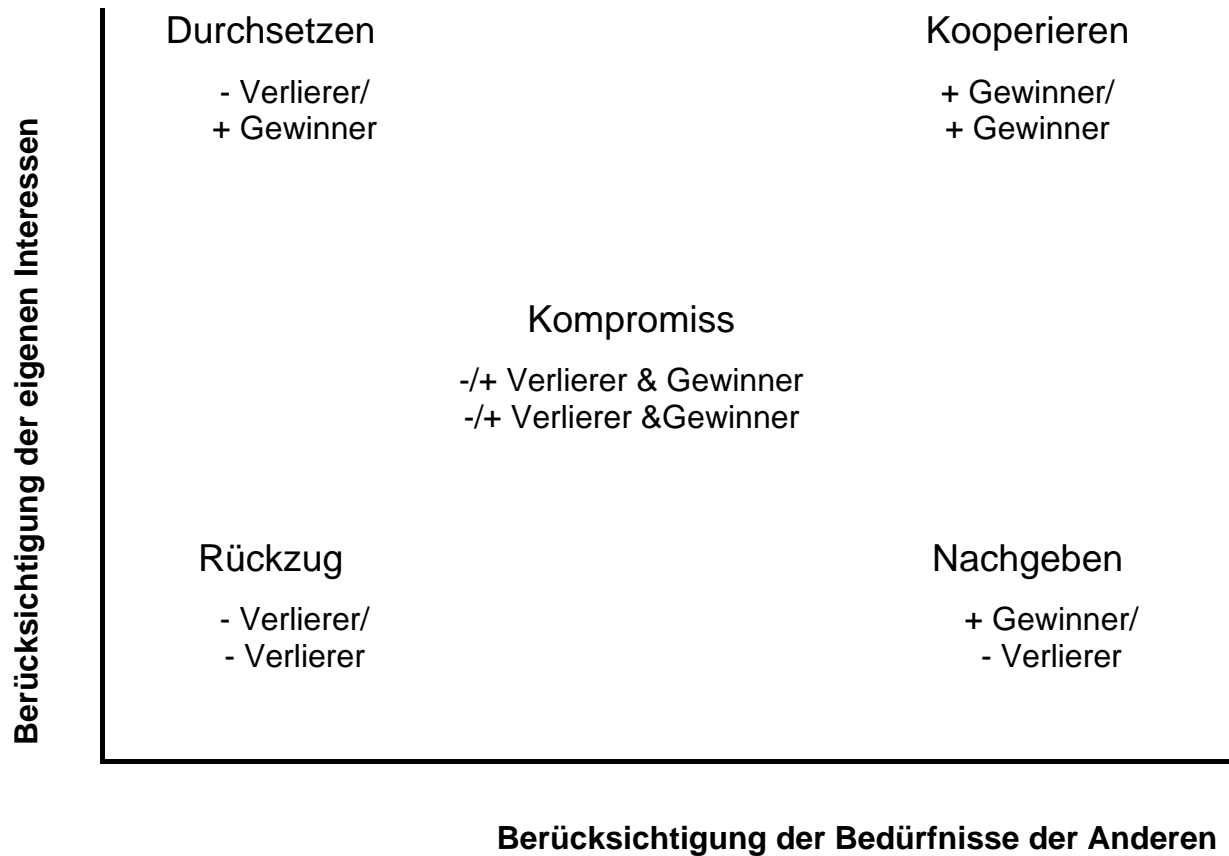 Durchsetzen
- Verlierer/
+ Gewinner
Kooperieren
+ Gewinner/
+ Gewinner
Berücksichtigung der eigenen Interessen
Kompromiss
-/+ Verlierer & Gewinner
-/+ Verlierer &Gewinner
Rückzug
- Verlierer/
- Verlierer
Nachgeben
+ Gewinner/
- Verlierer
Berücksichtigung der Bedürfnisse der Anderen